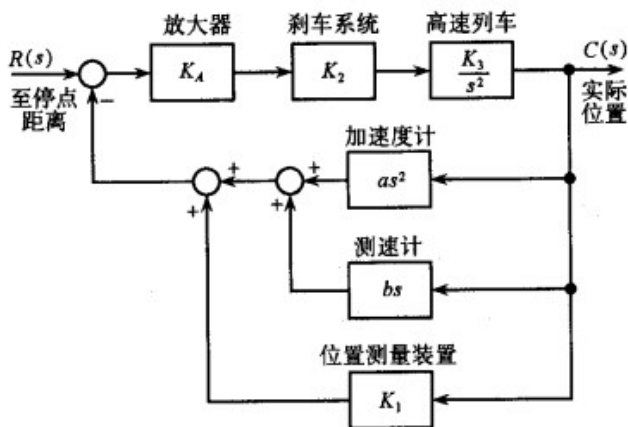 放大器
刹车系统
高速列车
R(s)
C(s)
K_A
K_2
K_3
s^2
至停点
距离
−
实际
位置
加速度计
+
+
+
as^2
+
测速计
bs
位置测量装置
K_1